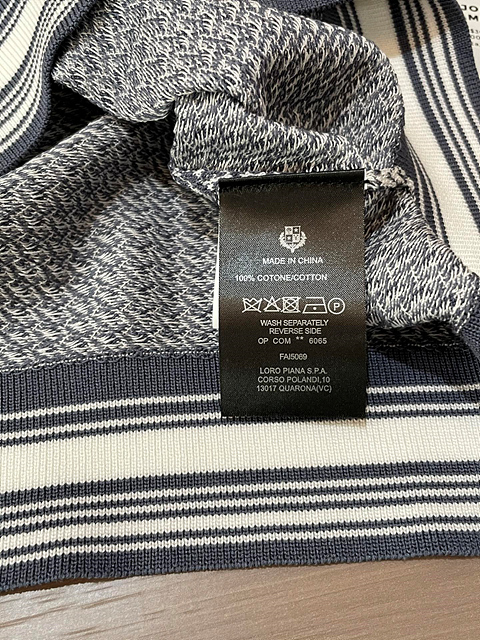 MADE IN CHINA
100% COTONE/COTTON
P
WASH SEPARATELY
REVERSE SIDE
OP COM ** 6065
FAI5069
LORO PIANA S.P.A.
CORSO POLANDI,10
13017 QUARONA(VC)
JO
M